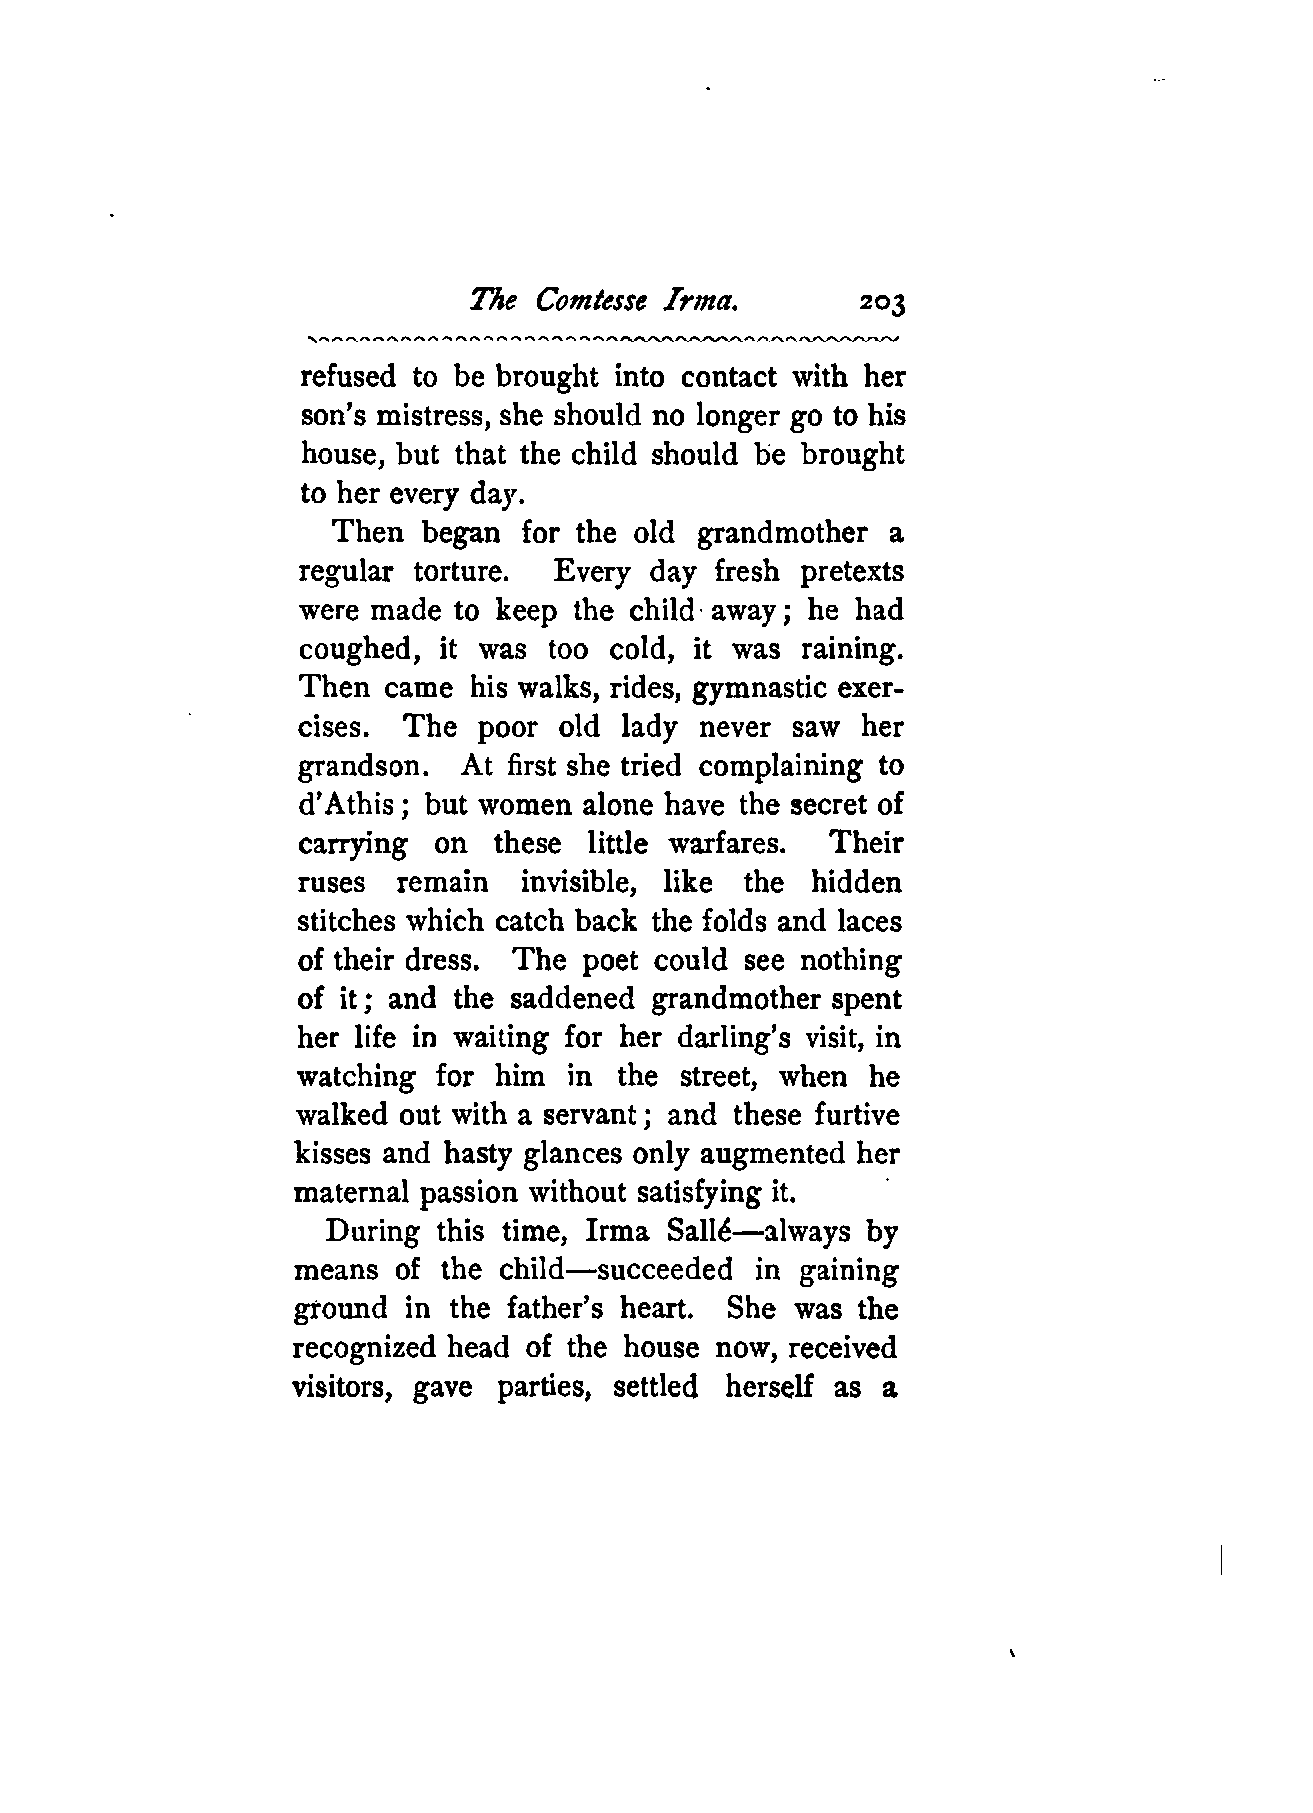 The Comtesse Irma. 203
refused to be brought into contact with her
son's mistress, she should no longer go to his
house, but that the child should be brought
to her every day.
Then began for the old grandmother a
regular torture. Every day fresh pretexts
were made to keep the child away; he had
coughed, it was too cold, it was raining.
Then came his walks, rides, gymnastic exer-
cises. The poor old lady never saw her
grandson. At first she tried complaining to
d'Athis; but women alone have the secret of
carrying on these little warfares. Their
ruses remain invisible, like the hidden
stitches which catch back the folds and laces
of their dress. The poet could see nothing
of it; and the saddened grandmother spent
her life in waiting for her darling's visit, in
watching for him in the street, when he
walked out with a servant; and these furtive
kisses and hasty glances only augmented her
maternal passion without satisfying it.
During this time, Irma Sallé—always by
means of the child—succeeded in gaining
ground in the father's heart. She was the
recognized head of the house now, received
visitors, gave parties, settled herself as a